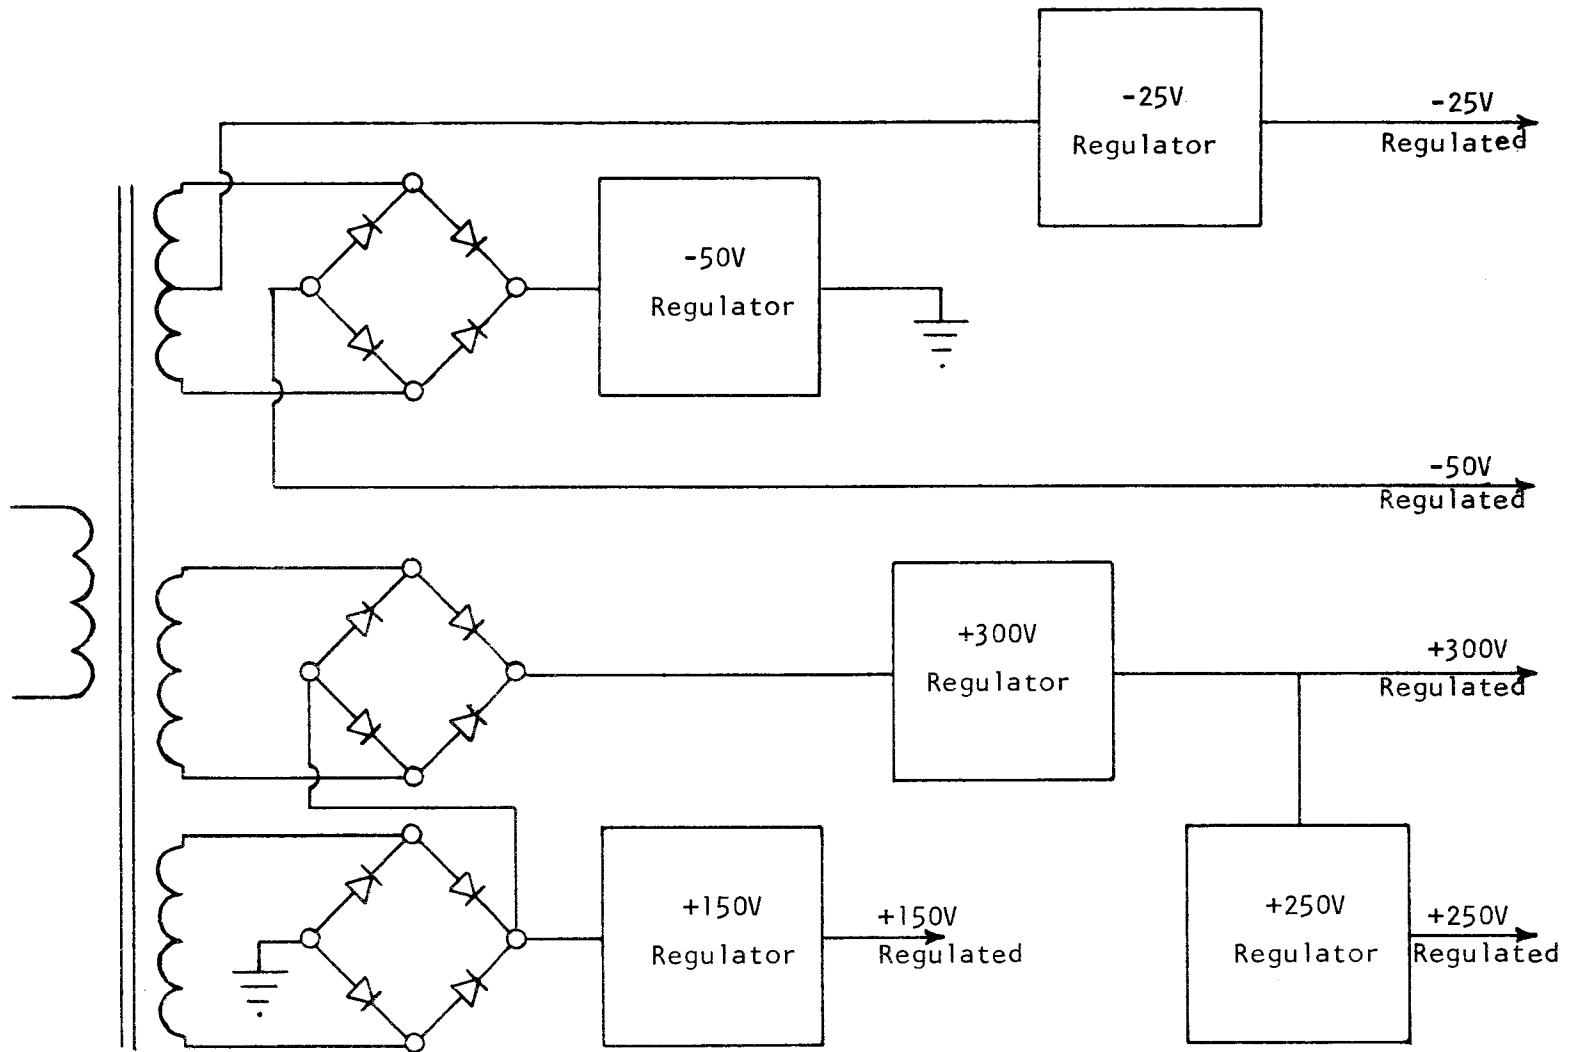 -25V
Regulator
-25V
Regulated
-50V
Regulator
-50V
Regulated
+300V
Regulator
+300V
Regulated
+150V
Regulator
+150V
Regulated
+250V
Regulator
+250V
Regulated